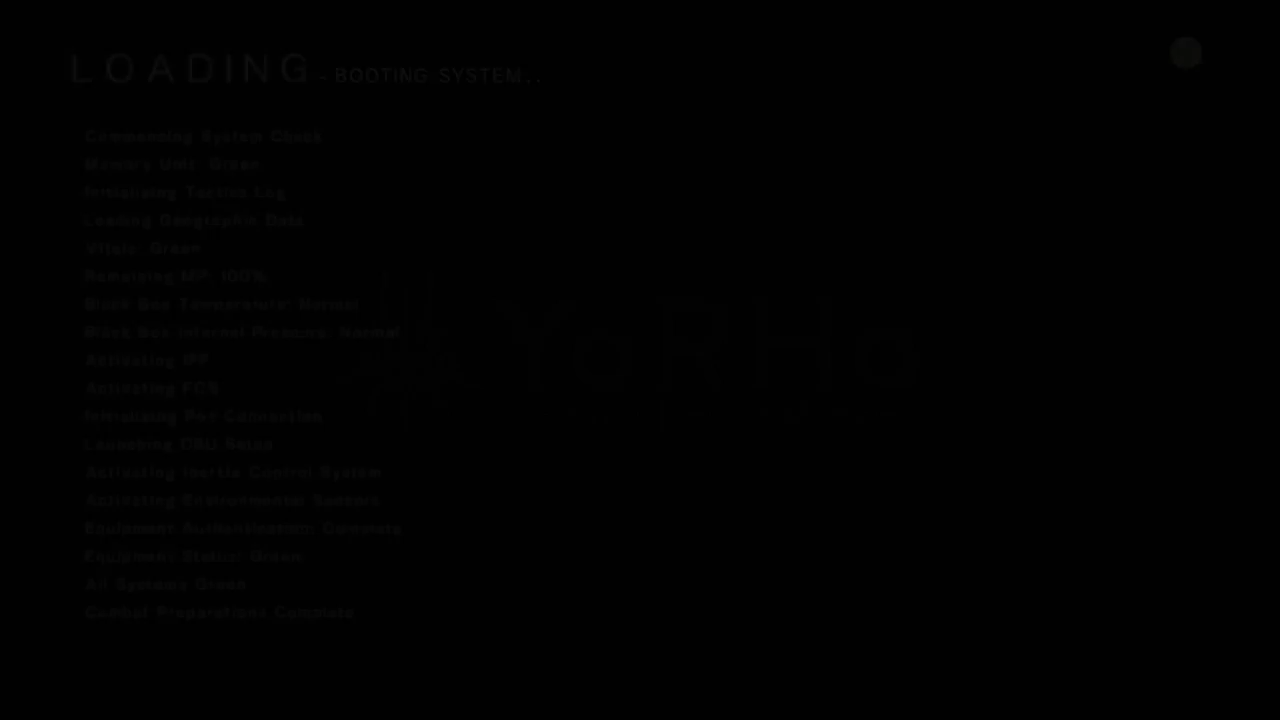 LOADING - BOOTING SYSTEM..
Commencing System Check
Memory Unit: Green
Initializing Tactics Log
Loading Geographic Data
Vitals: Green
Remaining MP: 100%
Black Box Temperature: Normal
Black Box Internal Pressure: Normal
Activating IFF
Activating FCS
Initializing Pod Connection
Launching DBU Setup
Activating Inertia Control System
Activating Environmental Sensors
Equipment Authentication: Complete
Equipment Status: Green
All Systems Green
Combat Preparations Complete
YoRHa